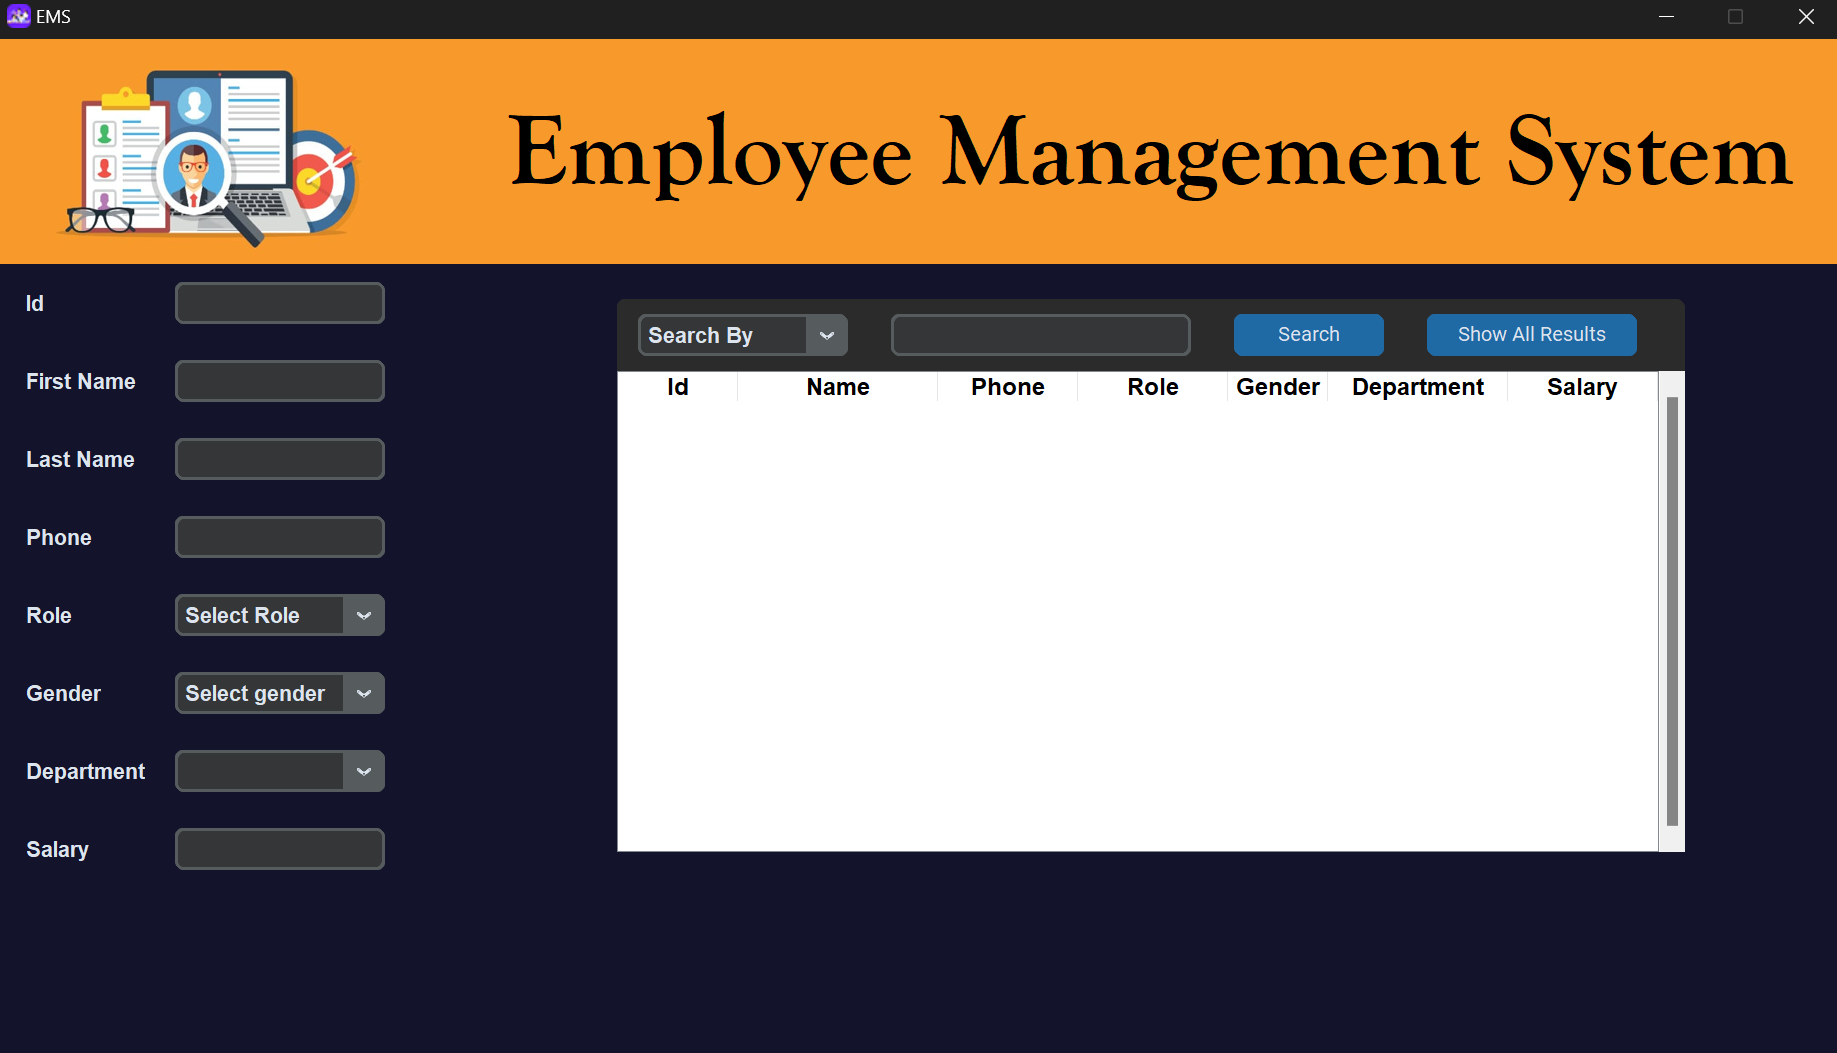 EMS
Employee Management System
Id
First Name
Last Name
Phone
Role Select Role
Gender Select gender
Department
Salary
Search By Search Show All Results
Id Name Phone Role Gender Department Salary